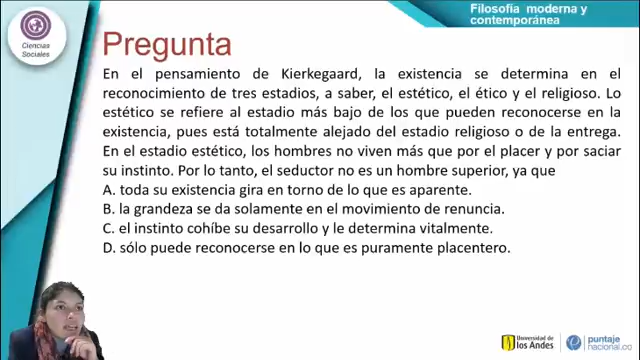 Filosofía moderna y
contemporánea
Ciencias
Sociales
Pregunta
En el pensamiento de Kierkegaard, la existencia se determina en el
reconocimiento de tres estadios, a saber, el estético, el ético y el religioso. Lo
estético se refiere al estadio más bajo de los que pueden reconocerse en la
existencia, pues está totalmente alejado del estadio religioso o de la entrega.
En el estadio estético, los hombres no viven más que por el placer y por saciar
su instinto. Por lo tanto, el seductor no es un hombre superior, ya que
A. toda su existencia gira en torno de lo que es aparente.
B. la grandeza se da solamente en el movimiento de renuncia.
C. el instinto cohíbe su desarrollo y le determina vitalmente.
D. sólo puede reconocerse en lo que es puramente placentero.
Universidad de
los Andes
puntaje
nacional.co